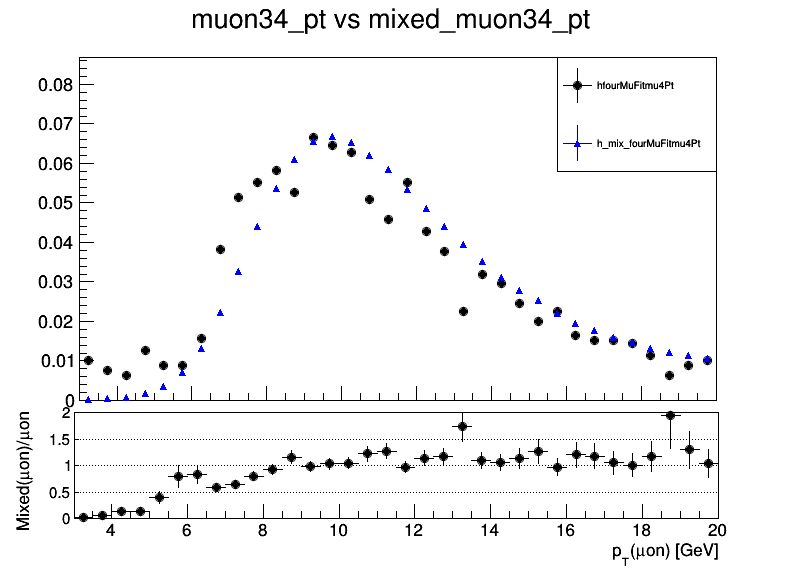 muon34_pt vs mixed_muon34_pt
hfourMuFitmu4Pt
h_mix_fourMuFitmu4Pt
0.08
0.07
0.06
0.05
0.04
0.03
0.02
0.01
0
2
1.5
1
0.5
0
Mixed(μon)/μon
4 6 8 10 12 14 16 18 20
p_T(μon) [GeV]